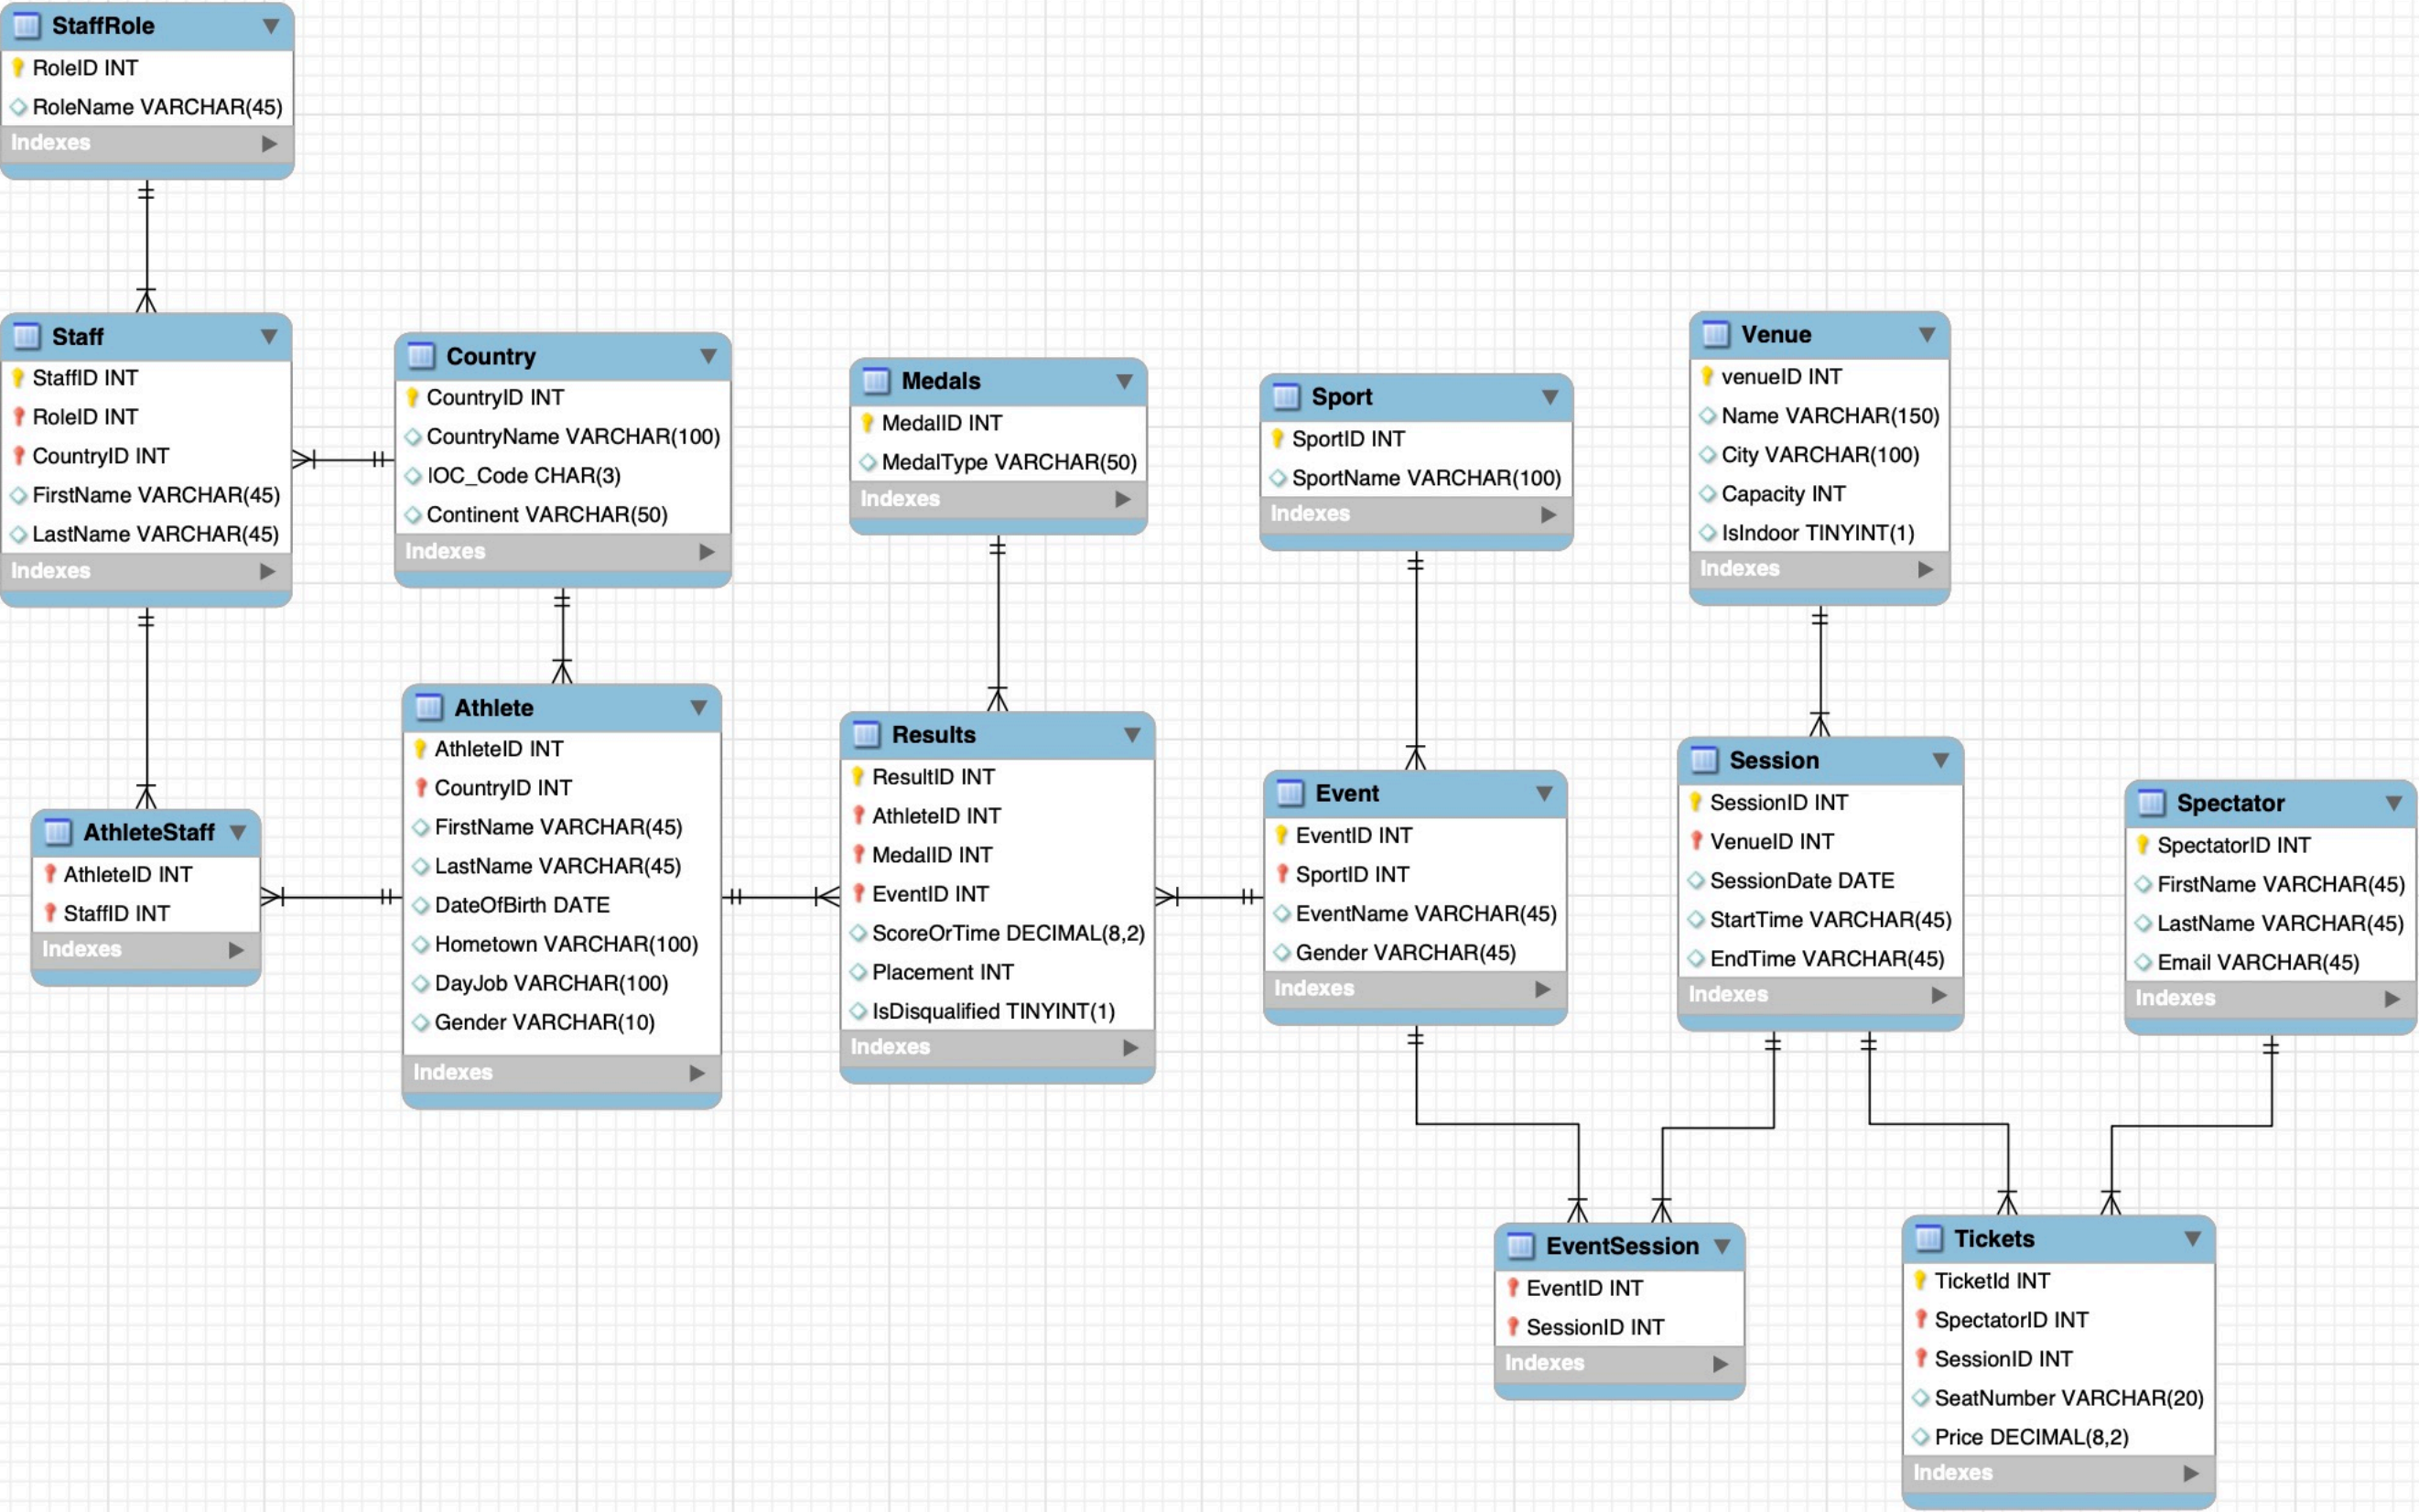 StaffRole
RoleID INT
RoleName VARCHAR(45)
Indexes
Staff
StaffID INT
RoleID INT
CountryID INT
FirstName VARCHAR(45)
LastName VARCHAR(45)
Indexes
Country
CountryID INT
CountryName VARCHAR(100)
IOC_Code CHAR(3)
Continent VARCHAR(50)
Indexes
Medals
MedalID INT
MedalType VARCHAR(50)
Indexes
Sport
SportID INT
SportName VARCHAR(100)
Indexes
Venue
venueID INT
Name VARCHAR(150)
City VARCHAR(100)
Capacity INT
IsIndoor TINYINT(1)
Indexes
AthleteStaff
AthleteID INT
StaffID INT
Indexes
Athlete
AthleteID INT
CountryID INT
FirstName VARCHAR(45)
LastName VARCHAR(45)
DateOfBirth DATE
Hometown VARCHAR(100)
DayJob VARCHAR(100)
Gender VARCHAR(10)
Indexes
Results
ResultID INT
AthleteID INT
MedalID INT
EventID INT
ScoreOrTime DECIMAL(8,2)
Placement INT
IsDisqualified TINYINT(1)
Indexes
Event
EventID INT
SportID INT
EventName VARCHAR(45)
Gender VARCHAR(45)
Indexes
Session
SessionID INT
VenueID INT
SessionDate DATE
StartTime VARCHAR(45)
EndTime VARCHAR(45)
Indexes
Spectator
SpectatorID INT
FirstName VARCHAR(45)
LastName VARCHAR(45)
Email VARCHAR(45)
Indexes
EventSession
EventID INT
SessionID INT
Indexes
Tickets
TicketId INT
SpectatorID INT
SessionID INT
SeatNumber VARCHAR(20)
Price DECIMAL(8,2)
Indexes